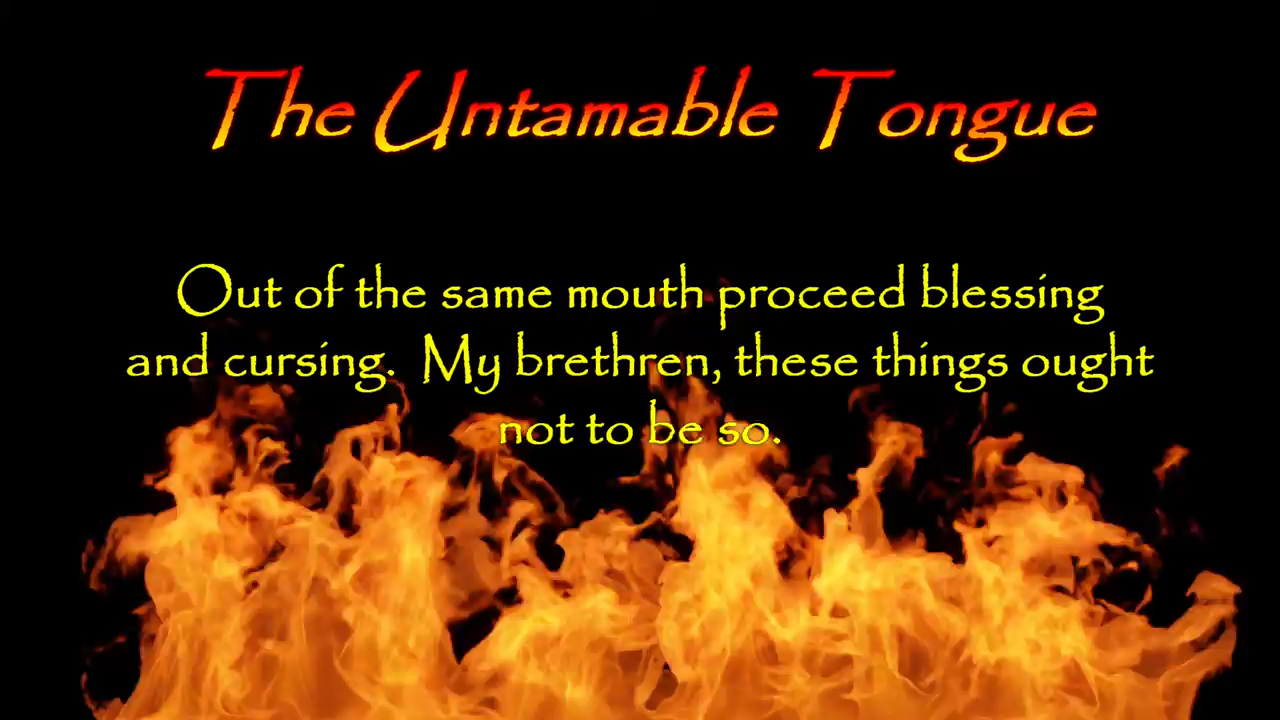 The Untamable Tongue
Out of the same mouth proceed blessing
and cursing.  My brethren, these things ought
not to be so.